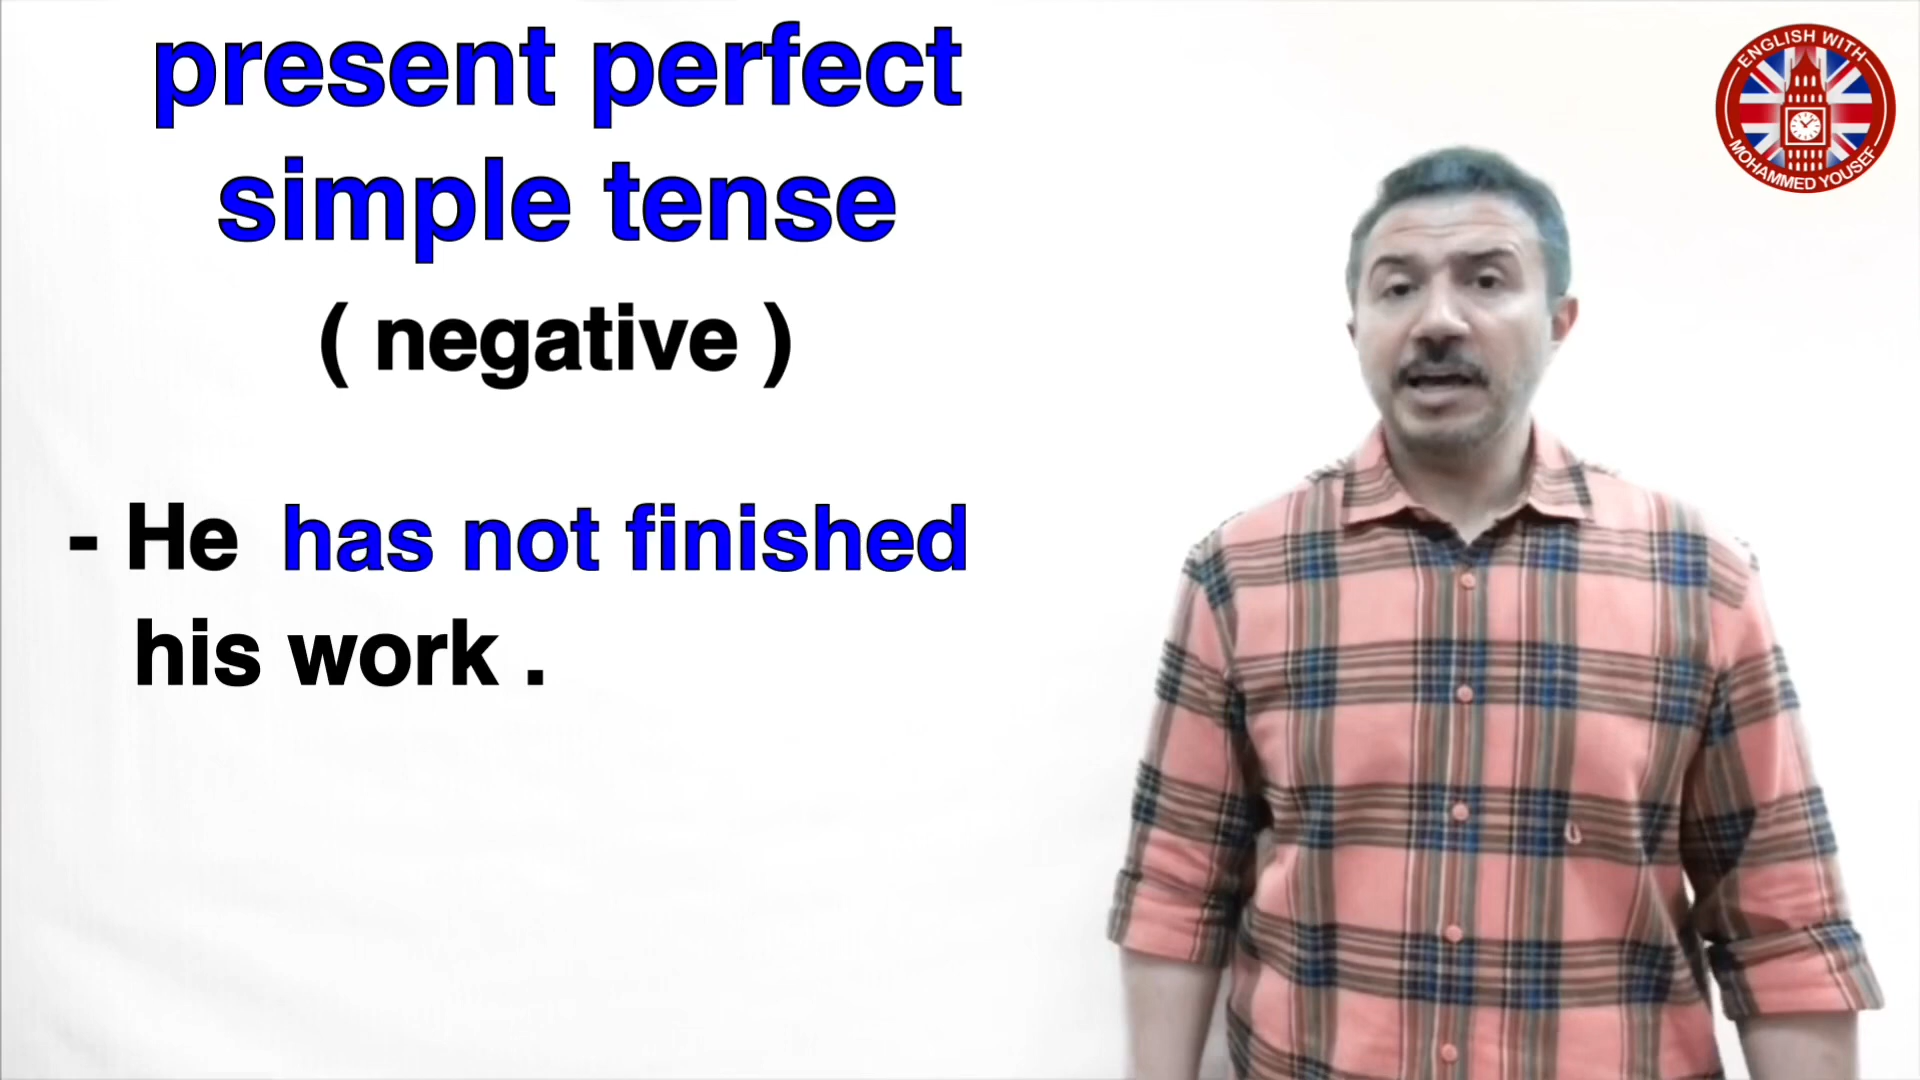 present perfect
simple tense
( negative )
- He has not finished
his work .
ENGLISH WITH
MOHAMMED YOUSEF